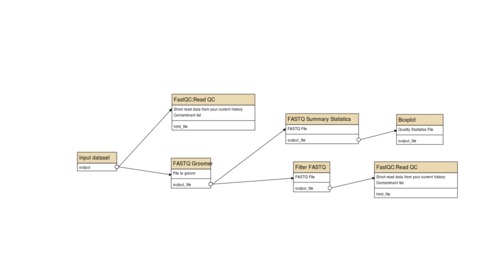 FastQC:Read QC
Short read data from your current history
Contaminant list
html_file
FASTQ Summary Statistics
FASTQ File
output_file
Boxplot
Quality Statistics File
output_file
Input dataset
output
FASTQ Groomer
File to groom
output_file
Filter FASTQ
FASTQ File
output_file
FastQC:Read QC
Short read data from your current history
Contaminant list
html_file